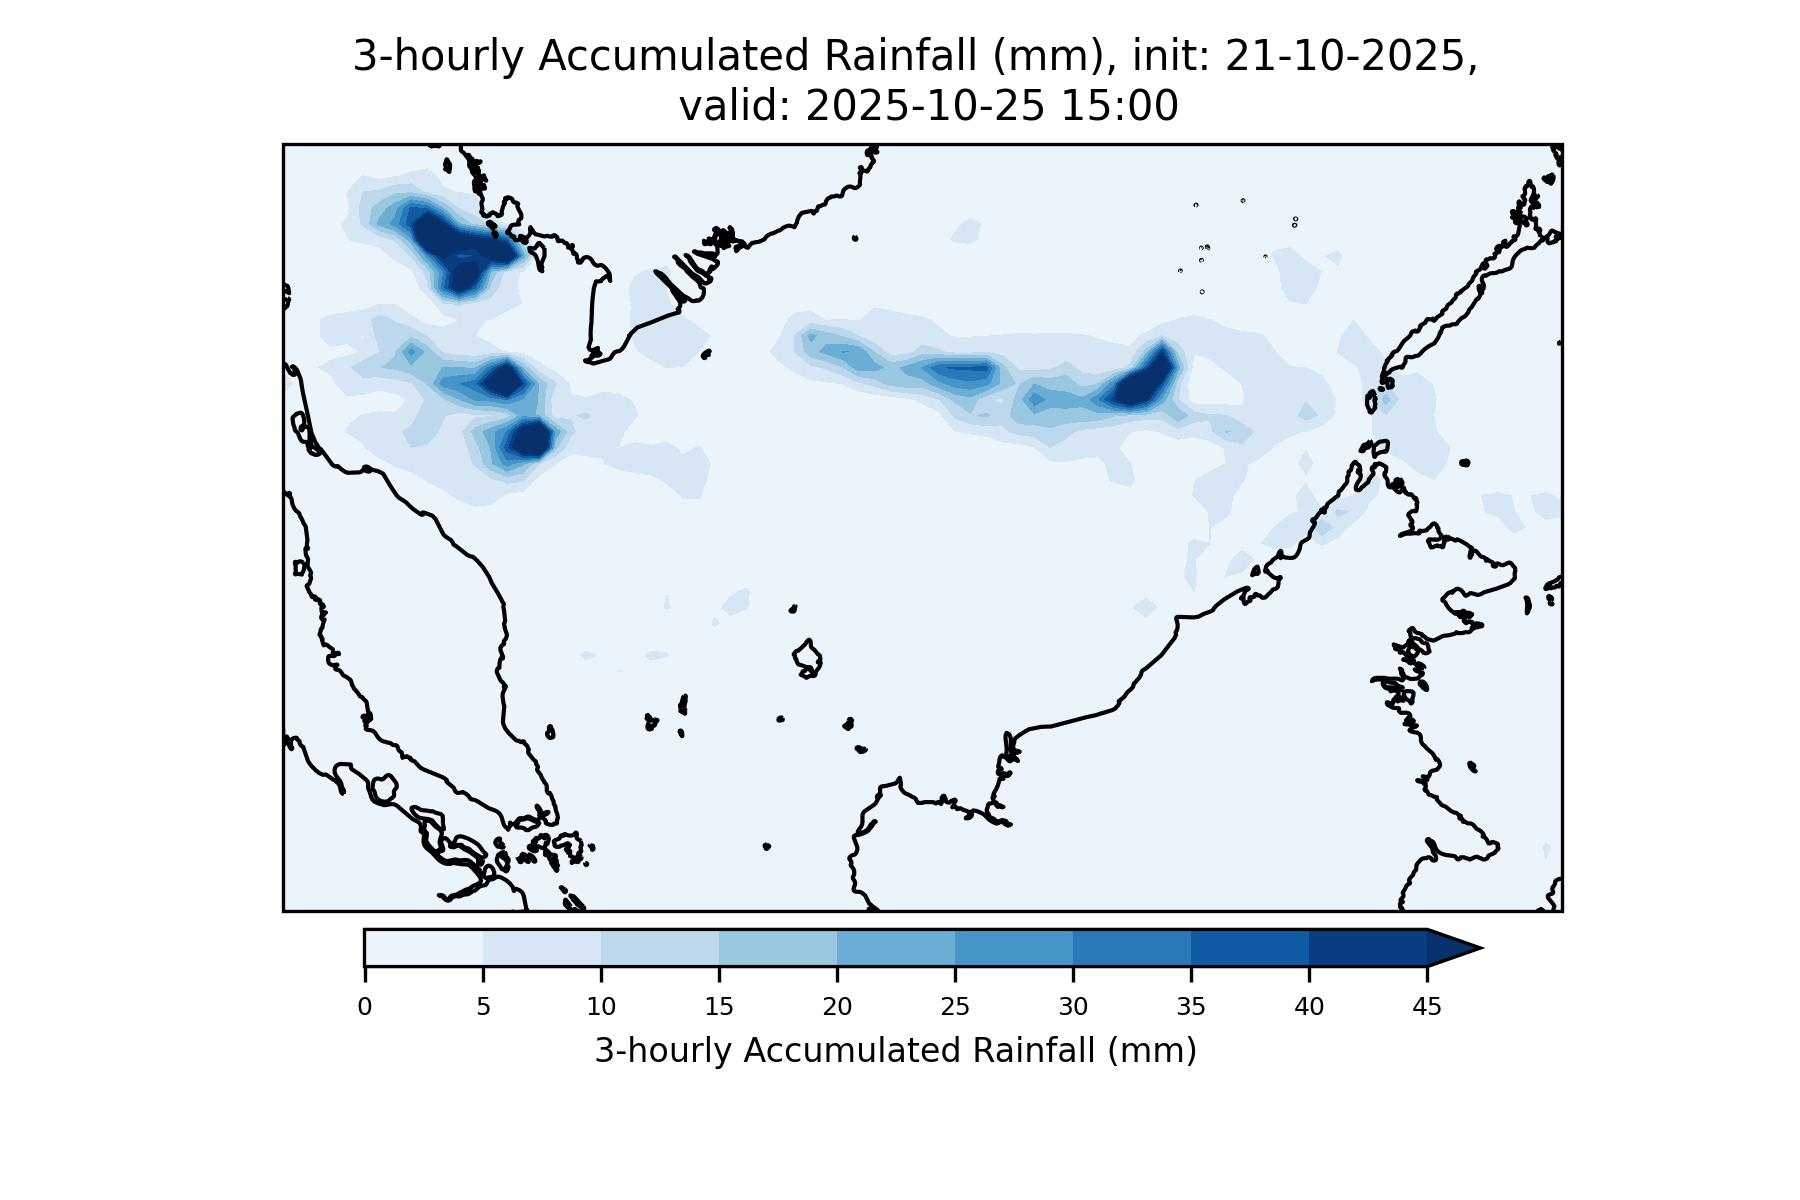 3-hourly Accumulated Rainfall (mm), init: 21-10-2025,
valid: 2025-10-25 15:00
0 5 10 15 20 25 30 35 40 45
3-hourly Accumulated Rainfall (mm)